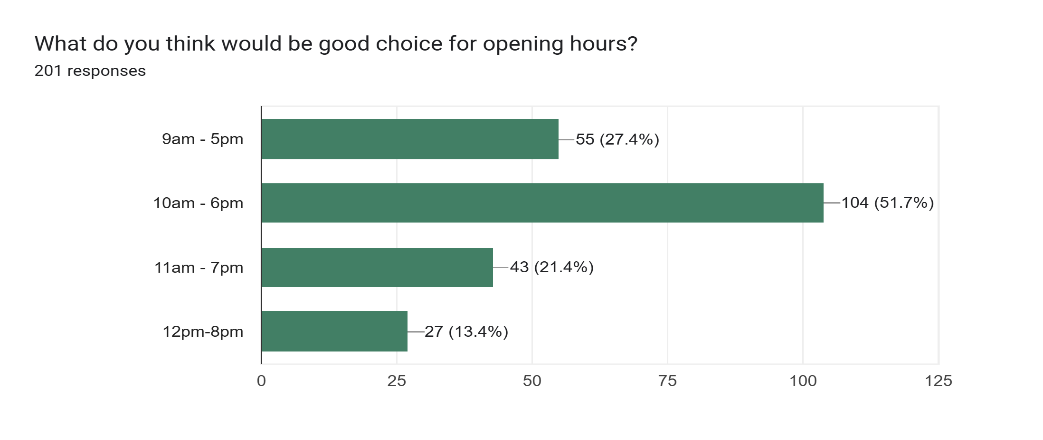 What do you think would be good choice for opening hours?
201 responses
9am - 5pm
55 (27.4%)
10am - 6pm
104 (51.7%)
11am - 7pm
43 (21.4%)
12pm-8pm
27 (13.4%)
0 25 50 75 100 125